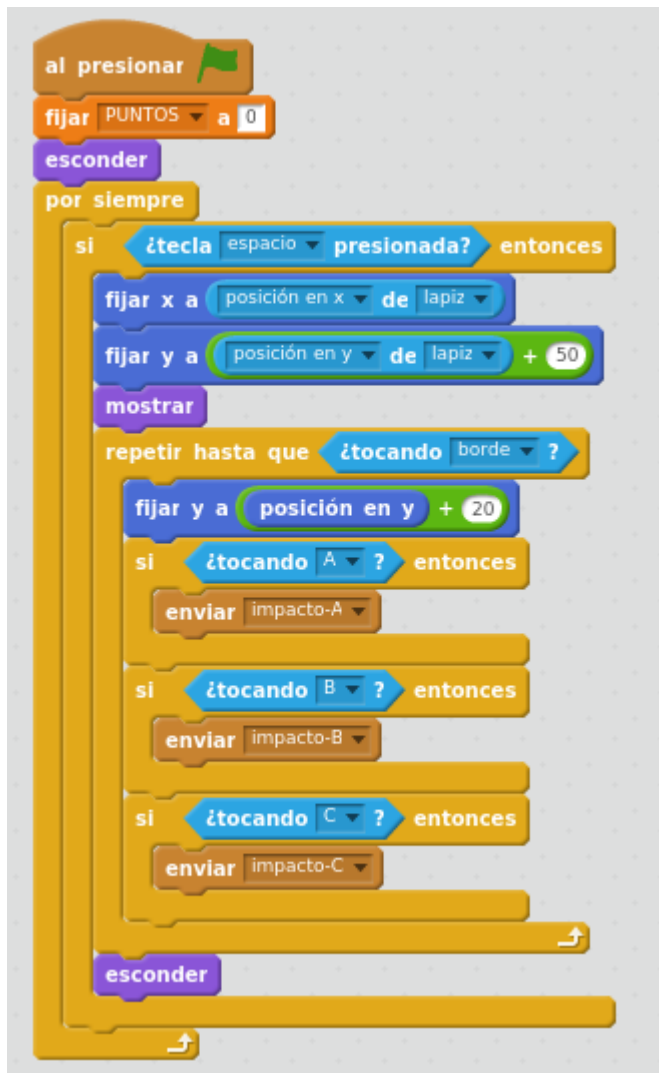 al presionar
fijar PUNTOS a 0
esconder
por siempre
si ¿tecla espacio presionada? entonces
fijar x a posición en x de lapiz
fijar y a posición en y de lapiz + 50
mostrar
repetir hasta que ¿tocando borde ?
fijar y a posición en y + 20
si ¿tocando A ? entonces
enviar impacto-A
si ¿tocando B ? entonces
enviar impacto-B
si ¿tocando C ? entonces
enviar impacto-C
esconder